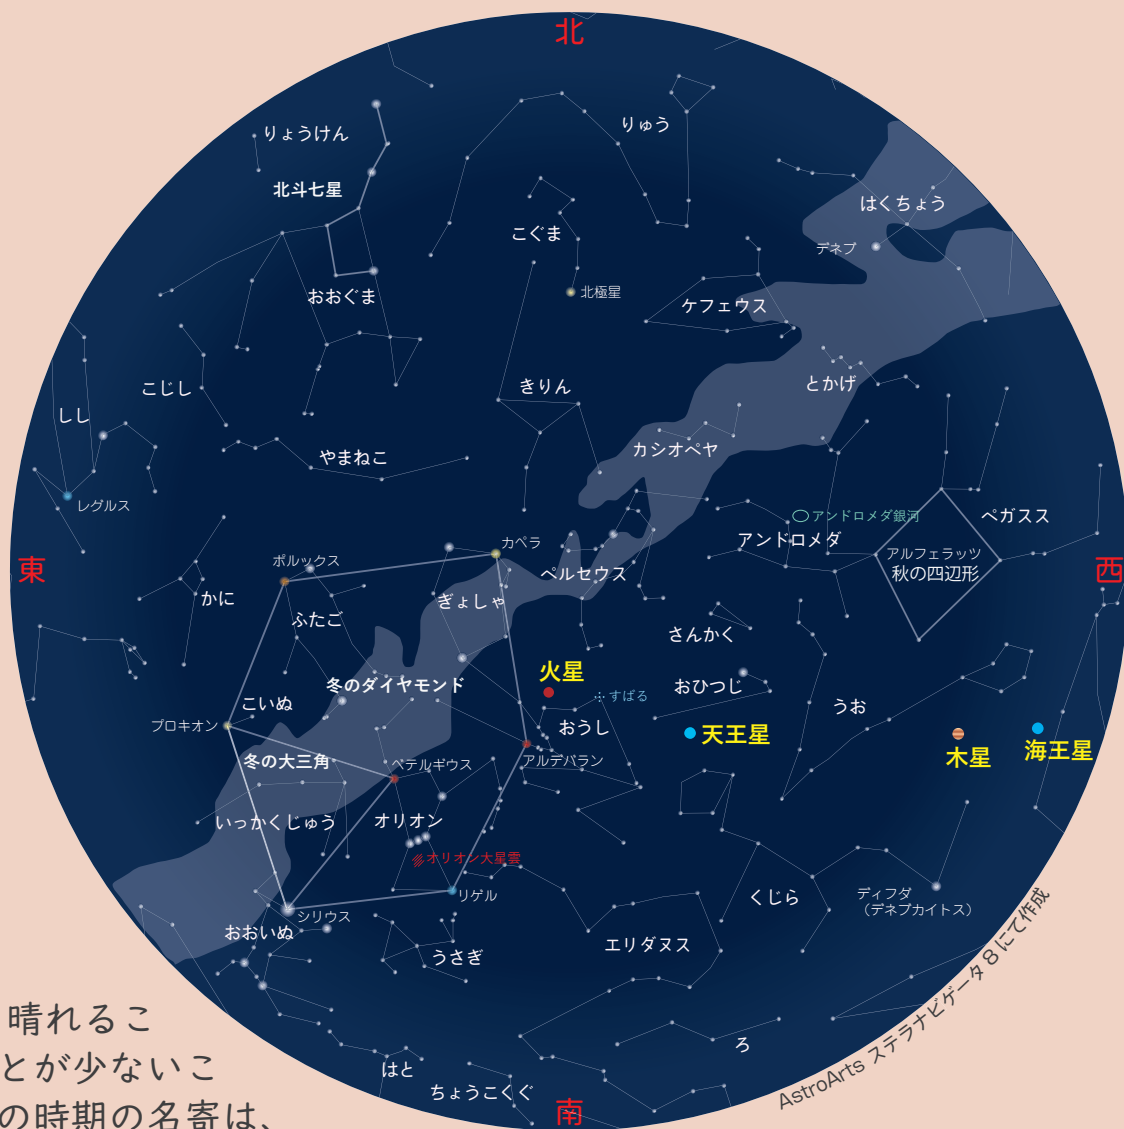 北
りょうけん
りゅう
北斗七星
はくちょう
こぐま
デネブ
おおぐま
北極星
ケフェウス
こじし
きりん
とかげ
しし
やまねこ
カシオペヤ
レグルス
アンドロメダ銀河
ペガスス
アンドロメダ
カペラ
ポルックス
アルフェラッツ
秋の四辺形
東
西
ペルセウス
かに
ぎょしゃ
ふたご
さんかく
火星
冬のダイヤモンド
おひつじ
すばる
こいぬ
うお
プロキオン
おうし
天王星
木星
海王星
冬の大三角
ベテルギウス
アルデバラン
いっかくじゅう
オリオン
オリオン大星雲
リゲル
くじら
ディフダ
（デネブカイトス）
シリウス
おおいぬ
エリダヌス
うさぎ
ろ
はと
ちょうこくぐ
南
AstroArts ステラナビゲータ8にて作成
晴れるこ
とが少ないこ
の時期の名寄は、